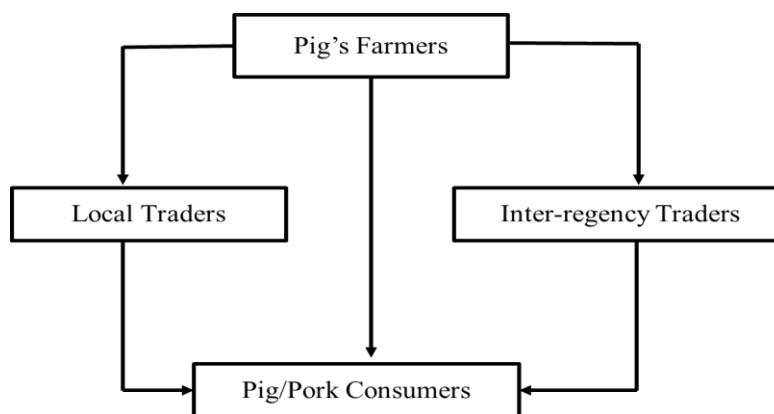 Pig's Farmers
Local Traders
Inter-regency Traders
Pig/Pork Consumers